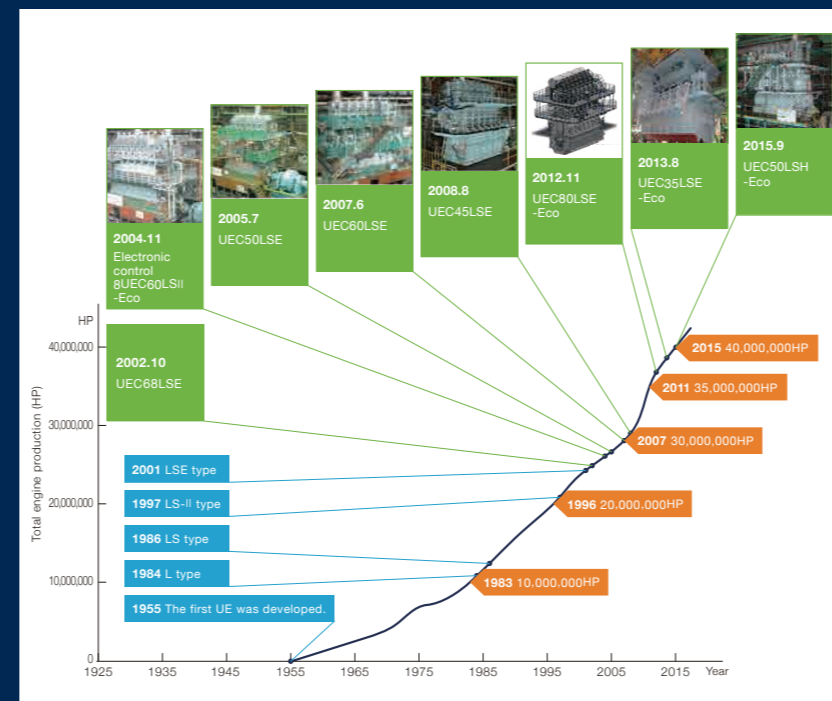 2015.9
UEC50LSH
-Eco
2013.8
UEC35LSE
-Eco
2012.11
UEC80LSE
-Eco
2008.8
UEC45LSE
2007.6
UEC60LSE
2005.7
UEC50LSE
2004.11
Electronic
control
8UEC60LSII
-Eco
2002.10
UEC68LSE
HP
40,000,000
30,000,000
20,000,000
10,000,000
0
Total engine production (HP)
2015 40,000,000HP
2011 35,000,000HP
2007 30,000,000HP
1996 20.000,000HP
1983 10.000,000HP
2001 LSE type
1997 LS-II type
1986 LS type
1984 L type
1955 The first UE was developed.
1925 1935 1945 1955 1965 1975 1985 1995 2005 2015 Year